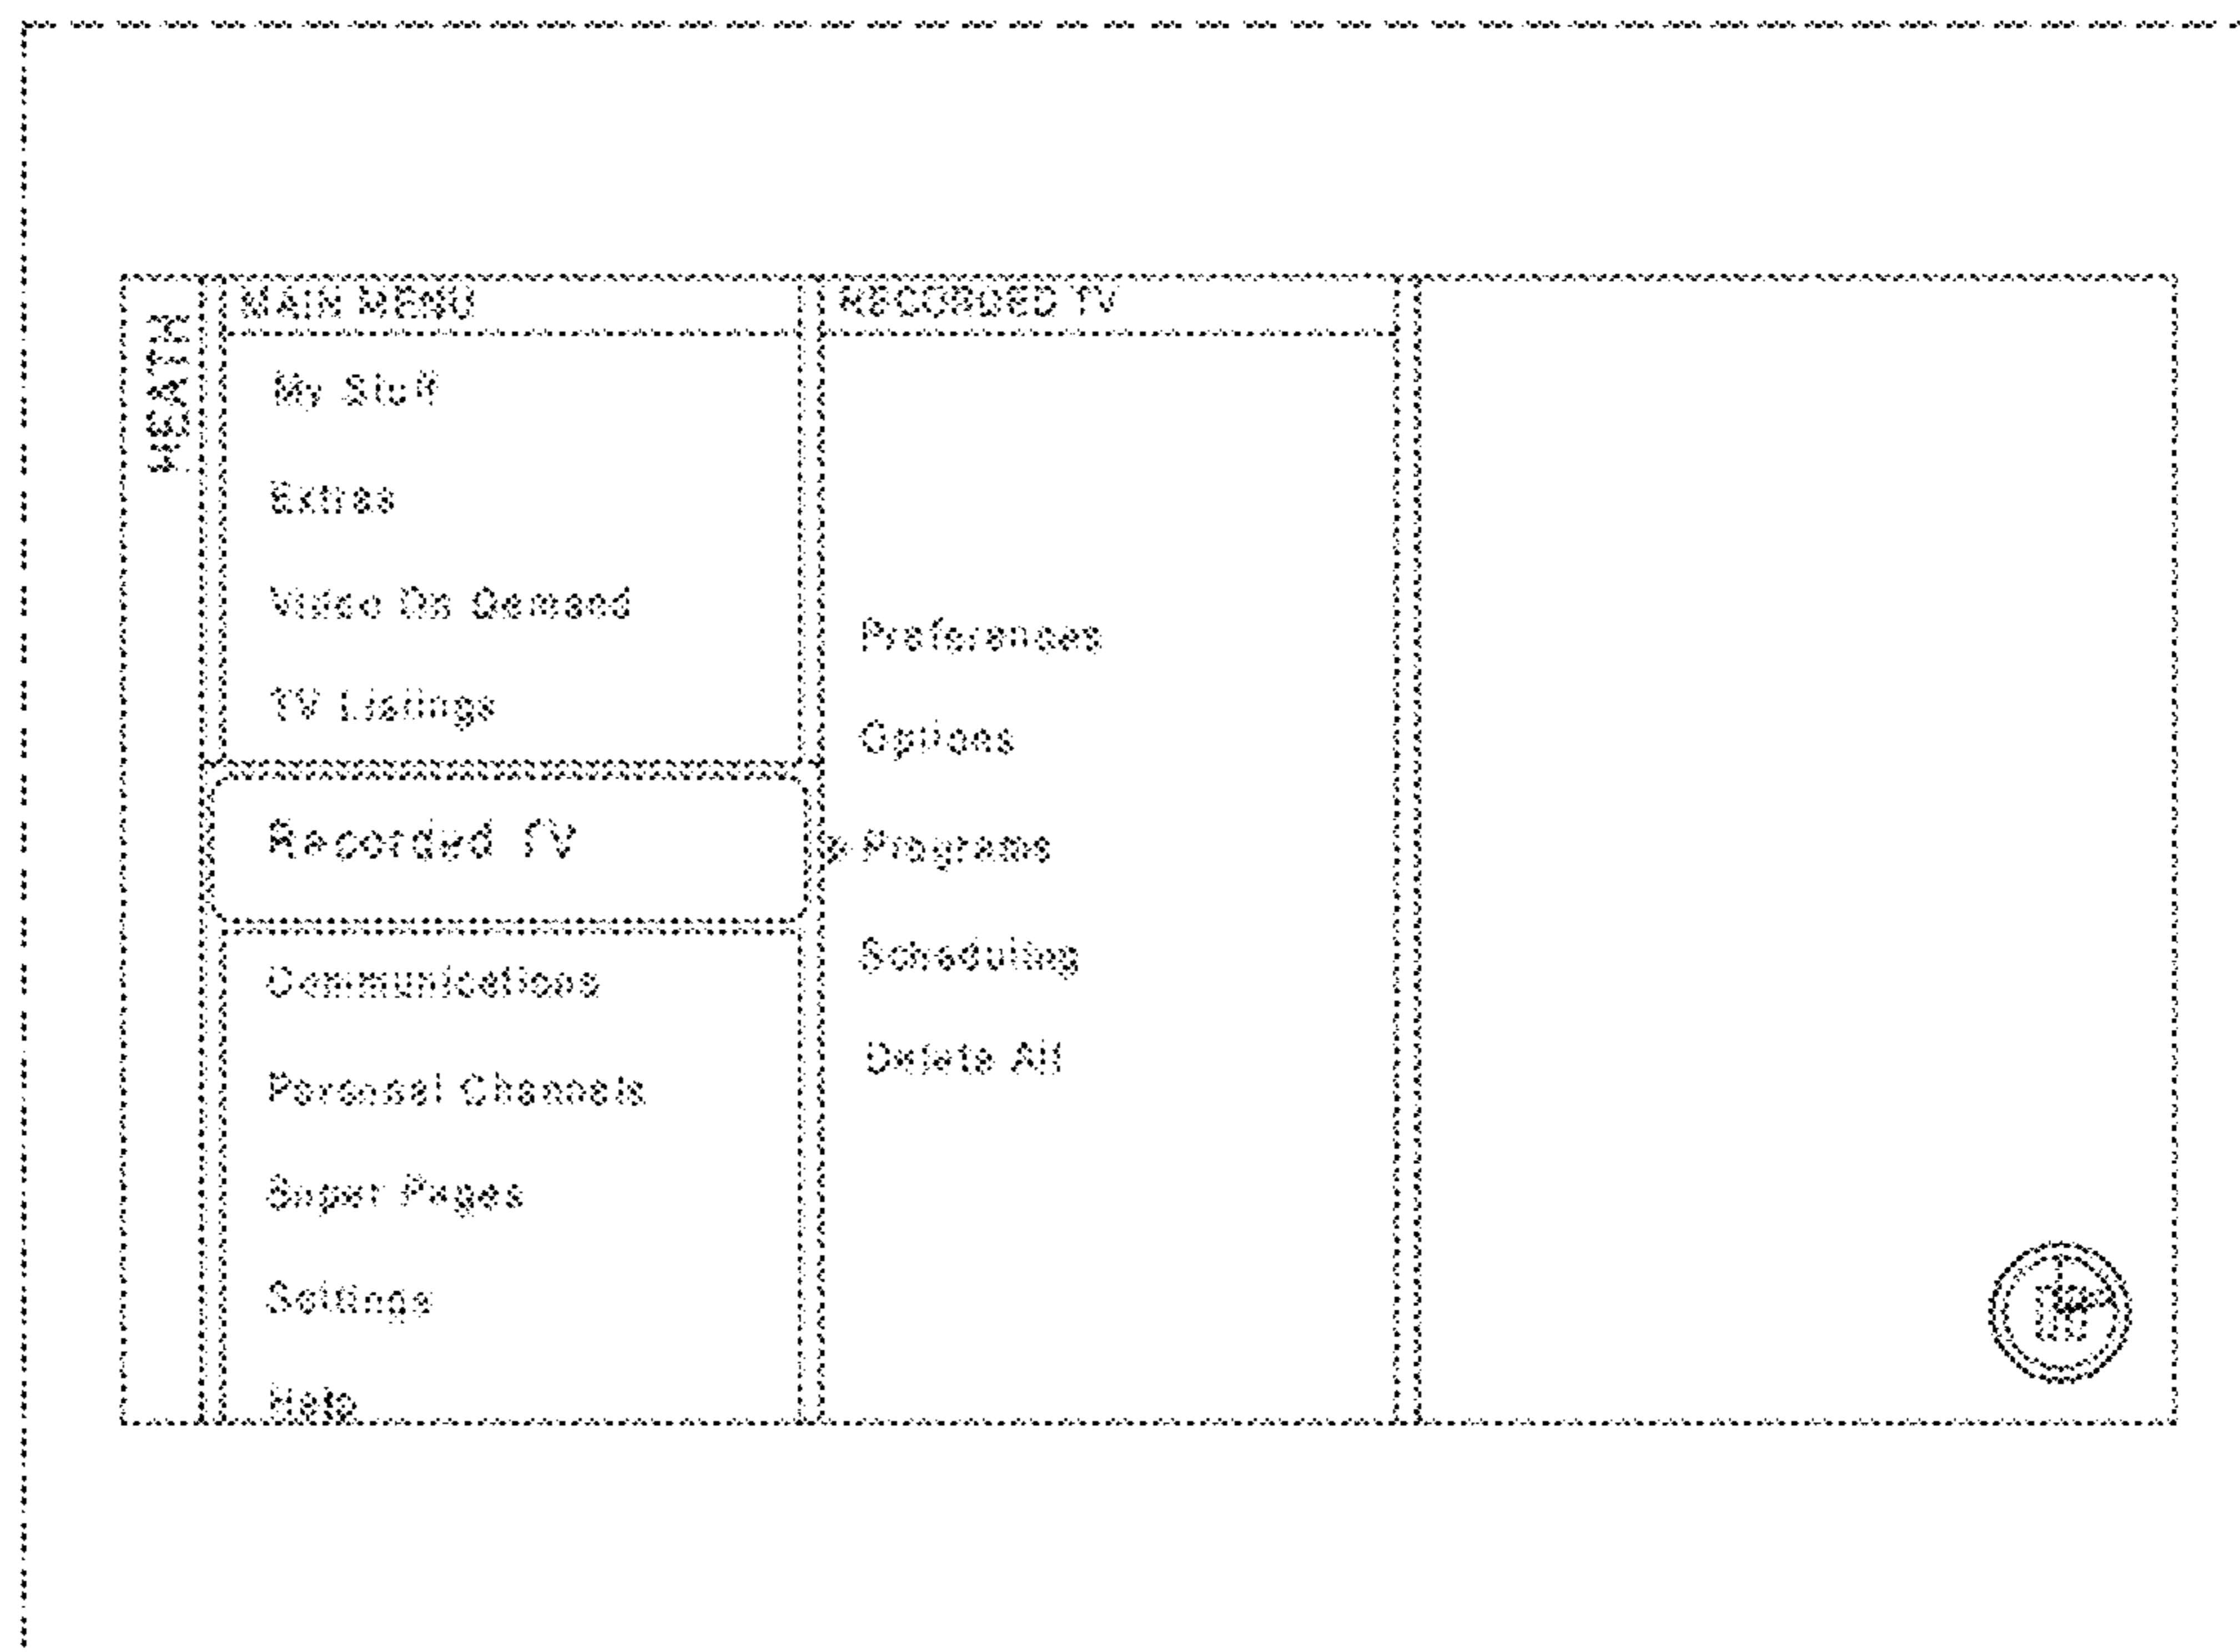 MAIN MENU
My Stuff
Extras
Video On Demand
TV Listings
Recorded TV
Communications
Personal Channels
Super Pages
Settings
Help
RECORDED TV
Preferences
Options
Programs
Scheduling
Delete All